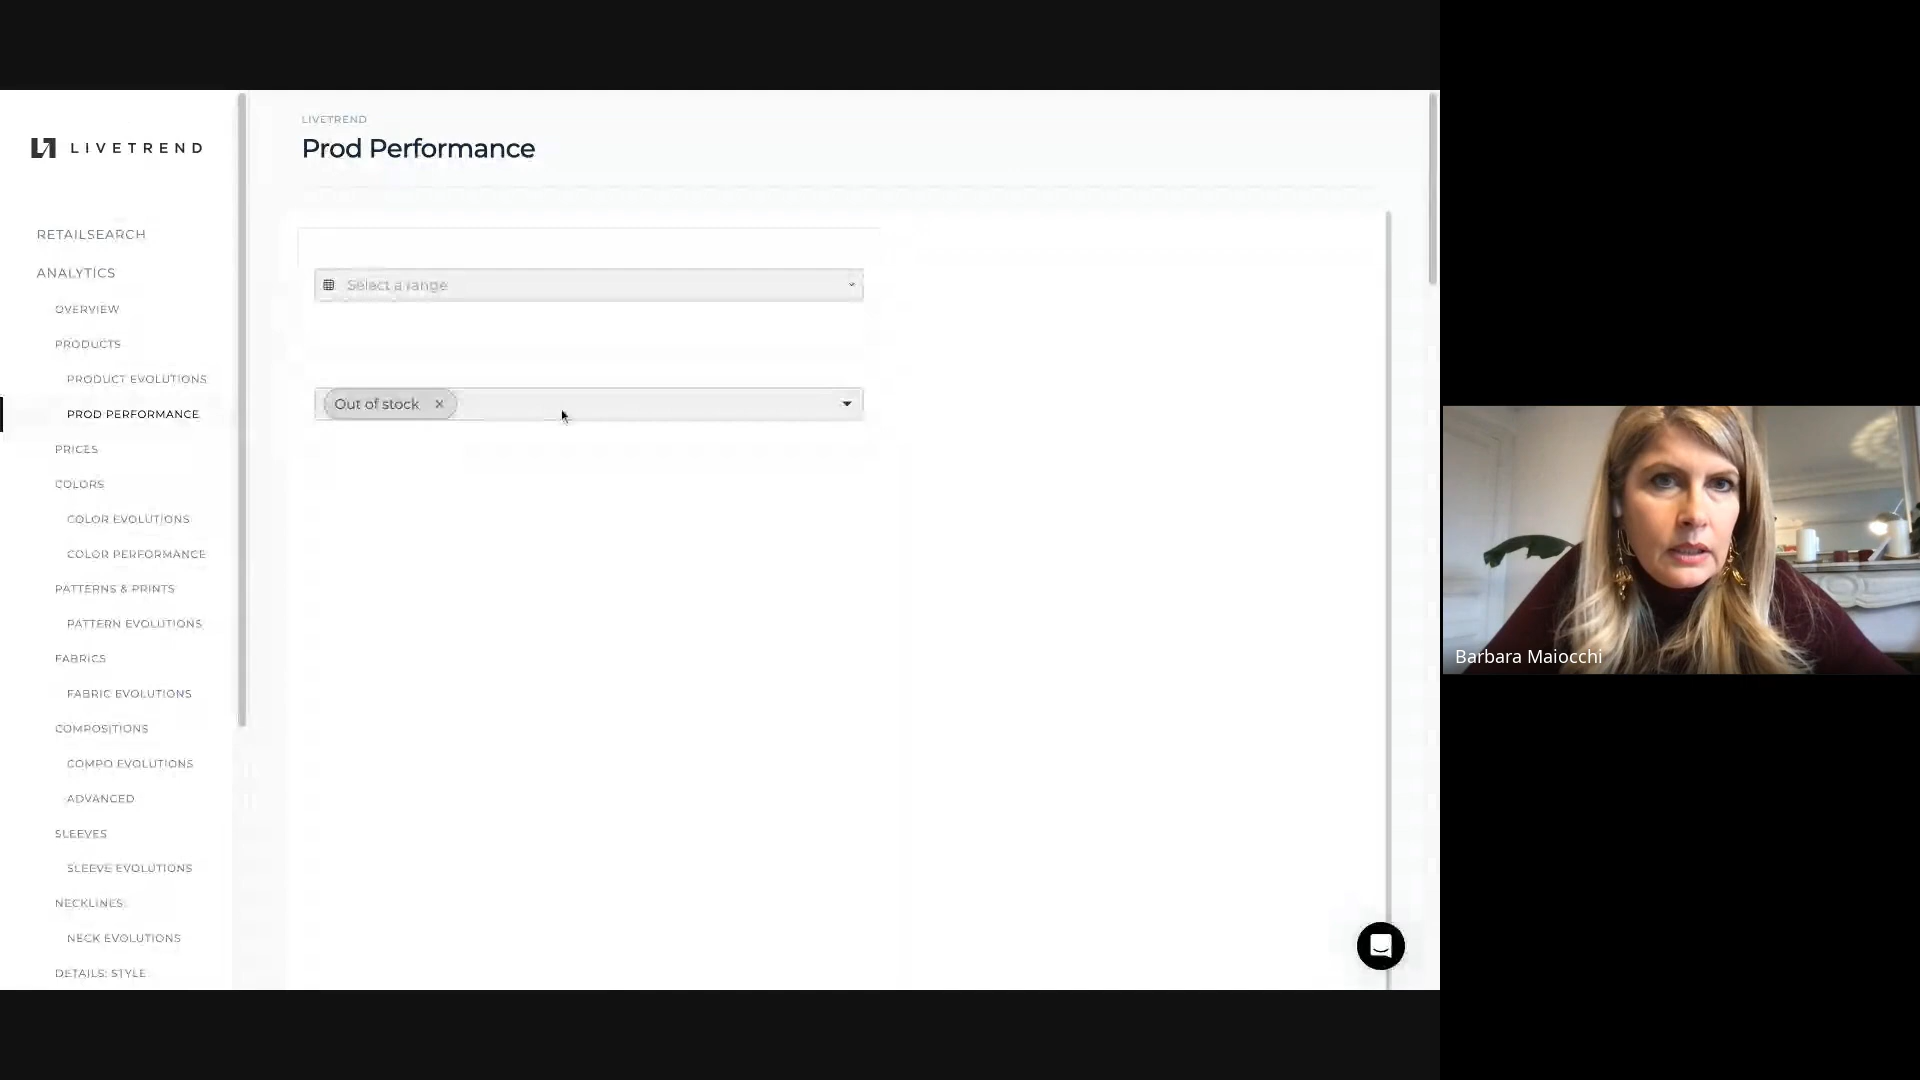 LIVETREND
RETAILSEARCH
ANALYTICS
OVERVIEW
PRODUCTS
PRODUCT EVOLUTIONS
PROD PERFORMANCE
PRICES
COLORS
COLOR EVOLUTIONS
COLOR PERFORMANCE
PATTERNS & PRINTS
PATTERN EVOLUTIONS
FABRICS
FABRIC EVOLUTIONS
COMPOSITIONS
COMPO EVOLUTIONS
ADVANCED
SLEEVES
SLEEVE EVOLUTIONS
NECKLINES
NECK EVOLUTIONS
DETAILS: STYLE
LIVETREND
Prod Performance
Select a range
Out of stock
Barbara Maiocchi